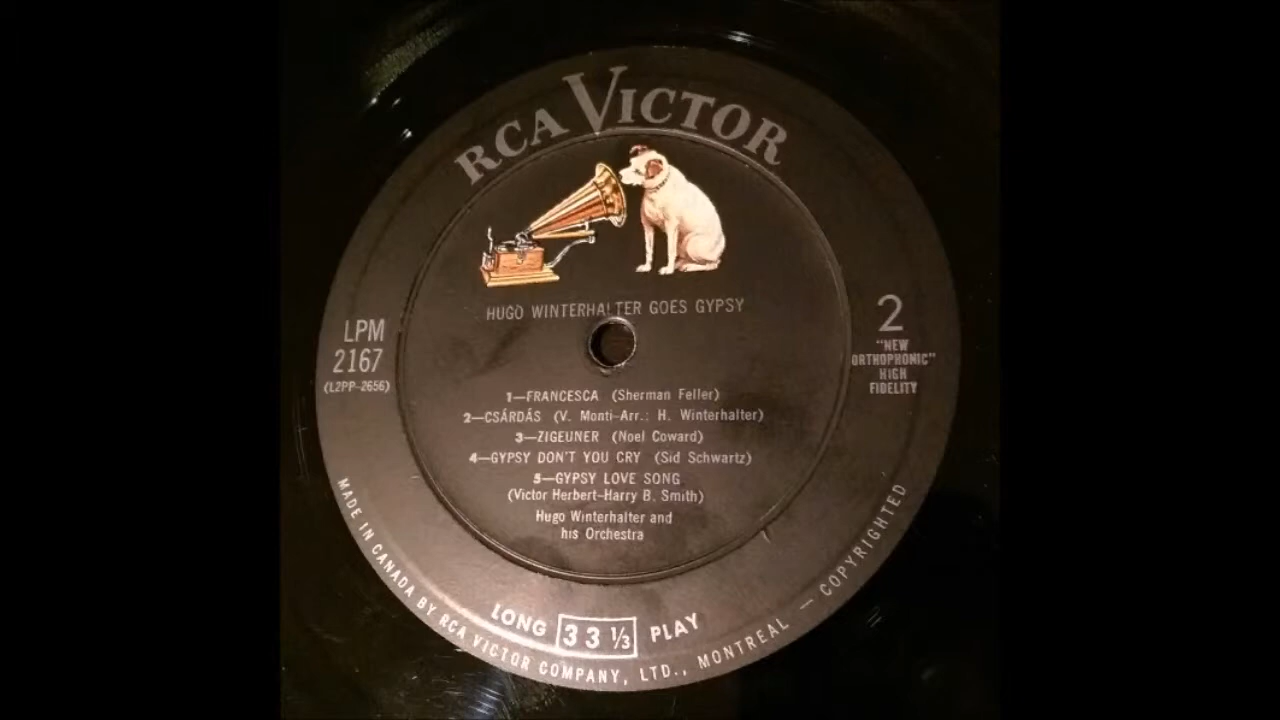 RCA VICTOR
HUGO WINTERHALTER GOES GYPSY
LPM
2167
(L2PP-2656)
2
"NEW
ORTHOPHONIC"
HIGH
FIDELITY
1—FRANCESCA (Sherman Feller)
2—CSÁRDÁS (V. Monti-Arr.: H. Winterhalter)
3—ZIGEUNER (Noel Coward)
4—GYPSY DON'T YOU CRY (Sid Schwartz)
5—GYPSY LOVE SONG
(Victor Herbert-Harry B. Smith)
Hugo Winterhalter and
his Orchestra
LONG 33 1/3 PLAY
MADE IN CANADA BY RCA VICTOR COMPANY, LTD., MONTREAL — COPYRIGHTED